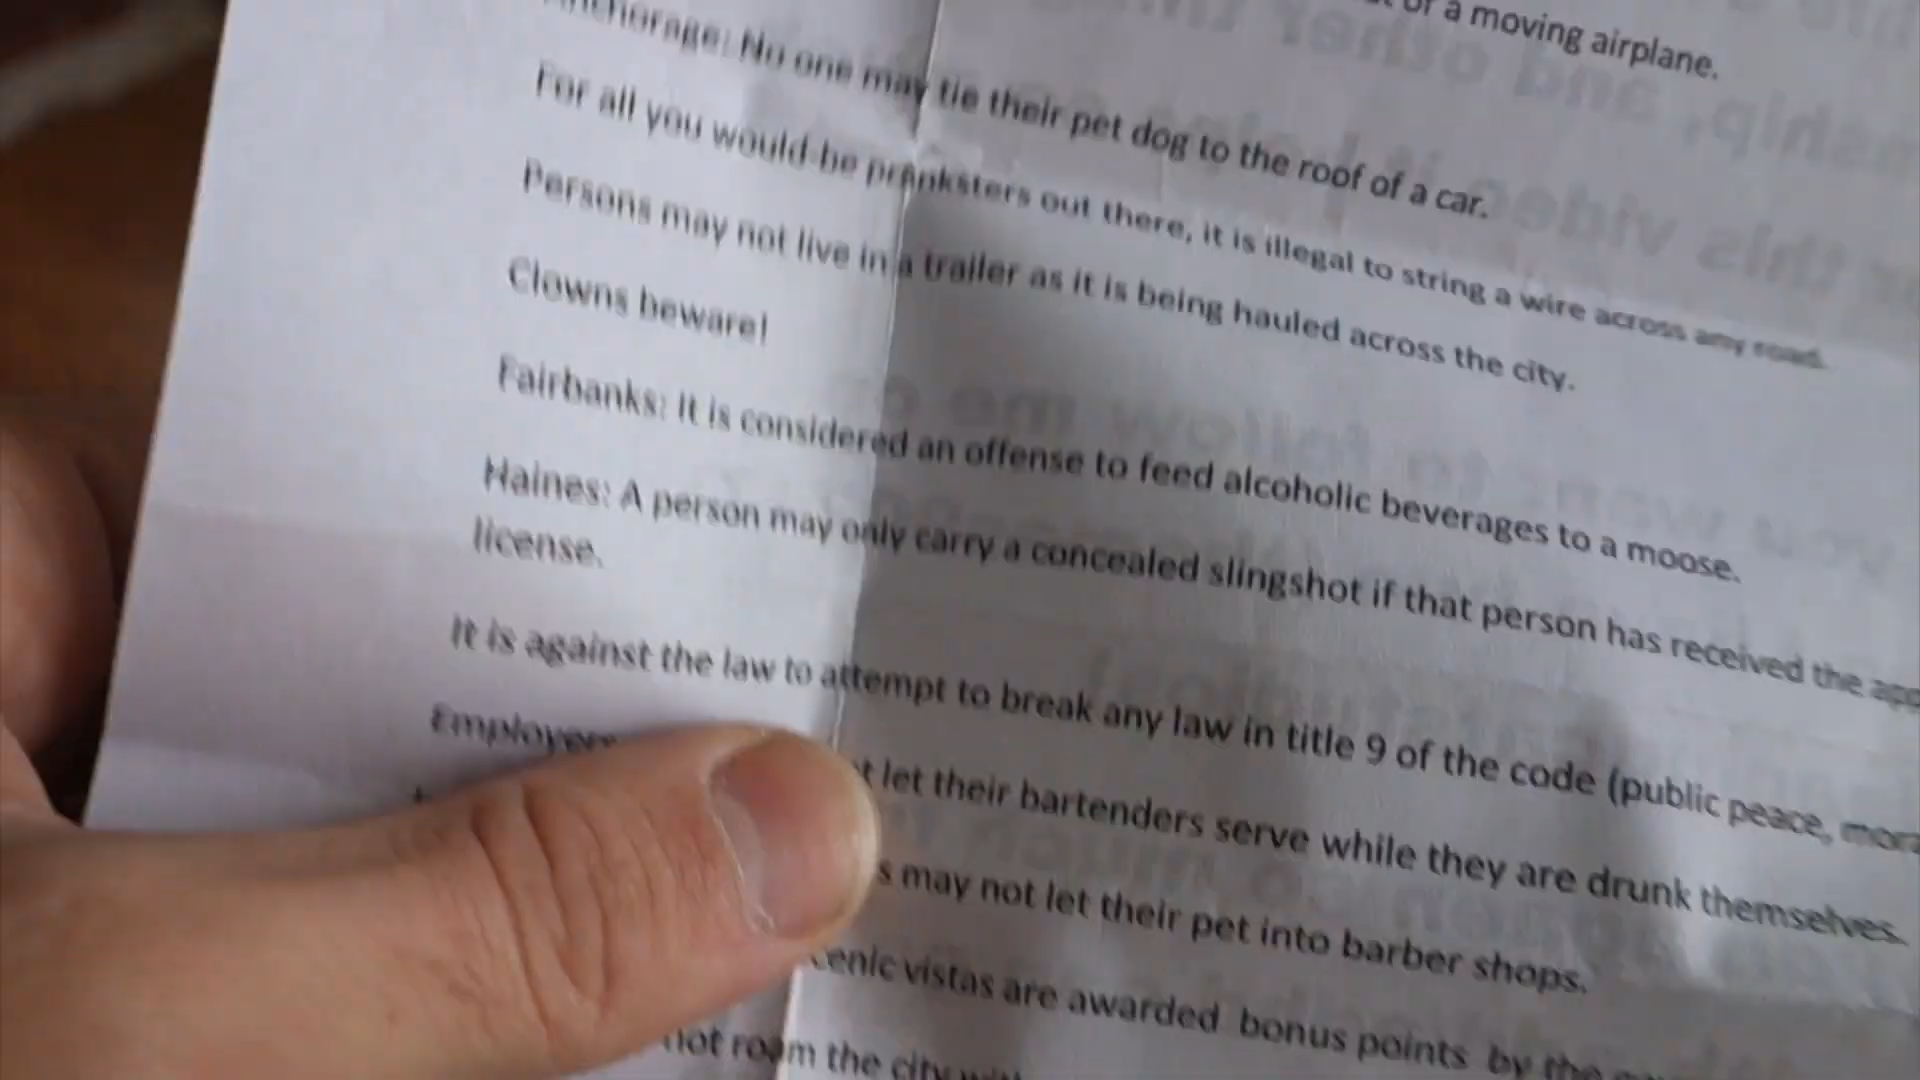 of a moving airplane.
Anchorage: No one may tie their pet dog to the roof of a car.
For all you would-be pranksters out there, it is illegal to string a wire across any road.
Persons may not live in a trailer as it is being hauled across the city.
Clowns beware!
Fairbanks: It is considered an offense to feed alcoholic beverages to a moose.
Haines: A person may only carry a concealed slingshot if that person has received the app
license.
It is against the law to attempt to break any law in title 9 of the code (public peace, mora
Employers t let their bartenders serve while they are drunk themselves.
s may not let their pet into barber shops.
cenic vistas are awarded bonus points by the
not roam the city